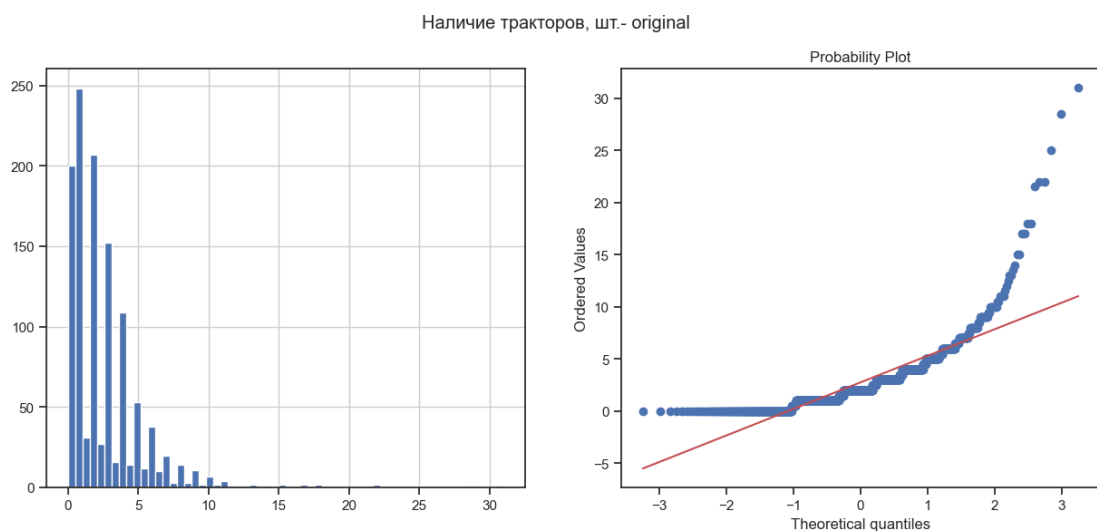 Наличие тракторов, шт.- original
250
200
150
100
50
0
0 5 10 15 20 25 30
Probability Plot
Ordered Values
30
25
20
15
10
5
0
−5
−3 −2 −1 0 1 2 3
Theoretical quantiles